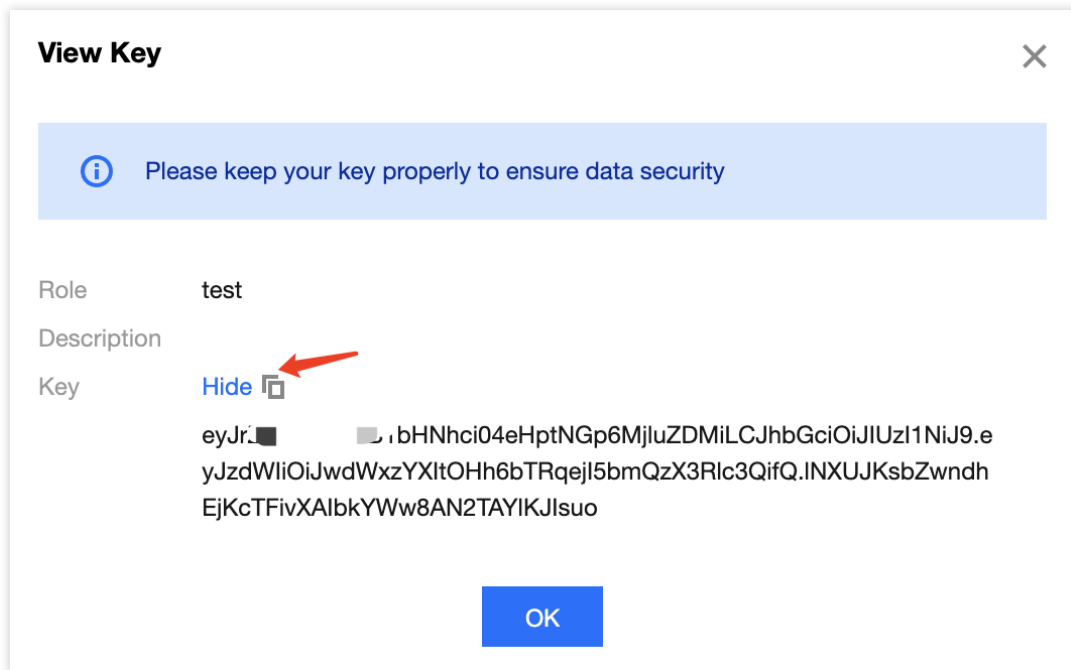 View Key
Please keep your key properly to ensure data security
Role test
Description
Key Hide
eyJr bHNhci04eHptNGp6MjluZDMiLCJhbGciOiJIUzI1NiJ9.e
yJzdWIiOiJwdWxzYXItOHh6bTRqejI5bmQzX3Rlc3QifQ.lNXUJKsbZwndh
EjKcTFivXAIbkYWw8AN2TAYlKJIsuo
OK